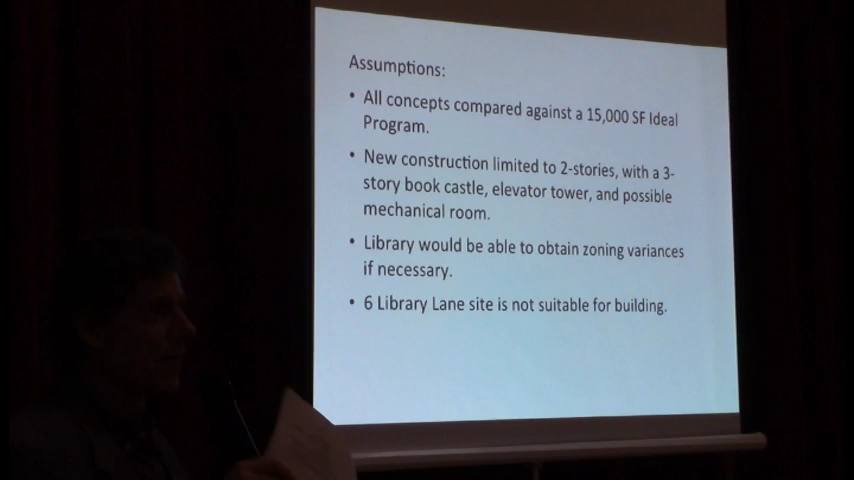 Assumptions:
• All concepts compared against a 15,000 SF Ideal
Program.
• New construction limited to 2-stories, with a 3-
story book castle, elevator tower, and possible
mechanical room.
• Library would be able to obtain zoning variances
if necessary.
• 6 Library Lane site is not suitable for building.